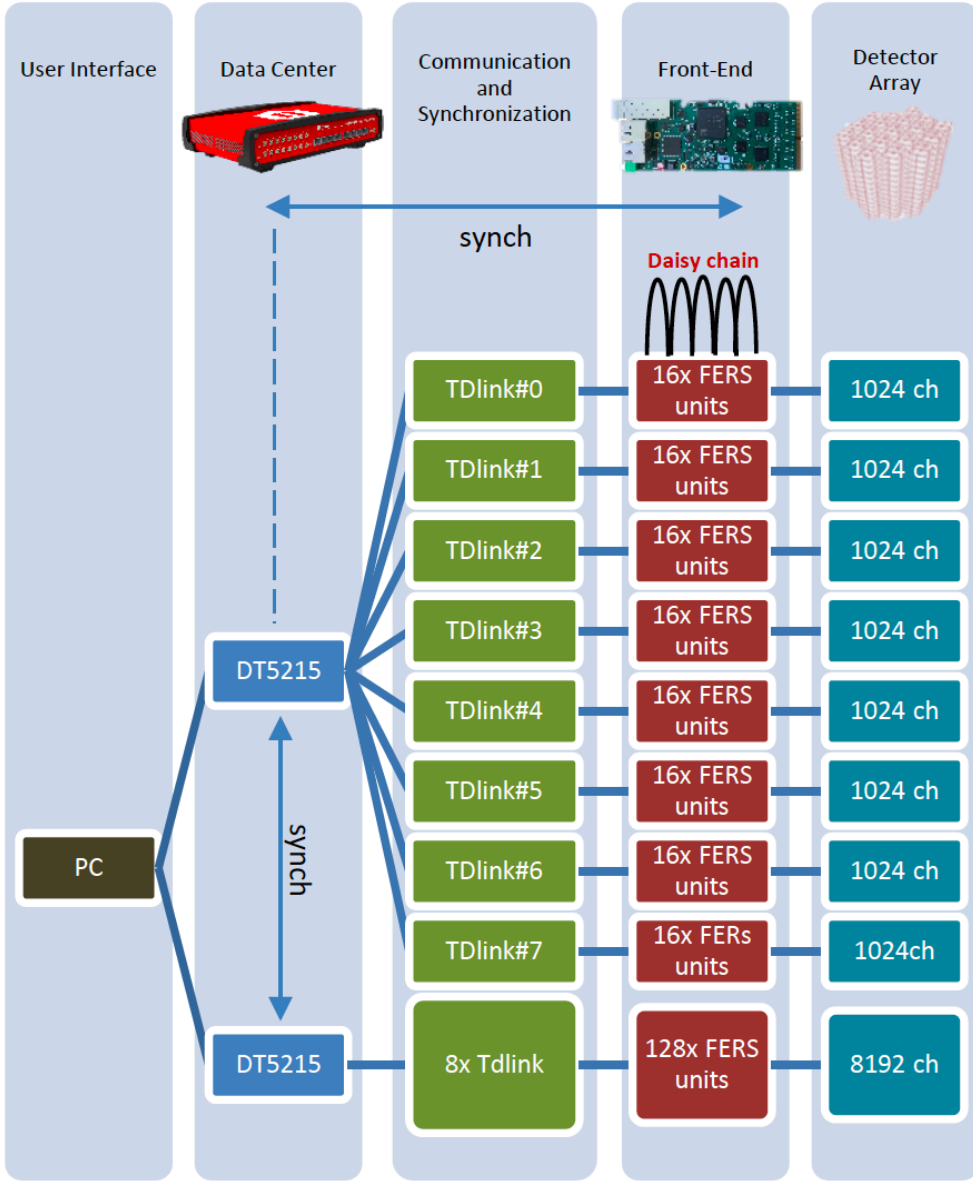 User Interface
Data Center
Communication
and
Synchronization
Front-End
Detector
Array
synch
Daisy chain
TDlink#0
16x FERS
units
1024 ch
TDlink#1
16x FERS
units
1024 ch
TDlink#2
16x FERS
units
1024 ch
TDlink#3
16x FERS
units
1024 ch
DT5215
TDlink#4
16x FERS
units
1024 ch
TDlink#5
16x FERS
units
1024 ch
synch
PC
TDlink#6
16x FERS
units
1024 ch
TDlink#7
16x FERs
units
1024ch
DT5215
8x Tdlink
128x FERS
units
8192 ch